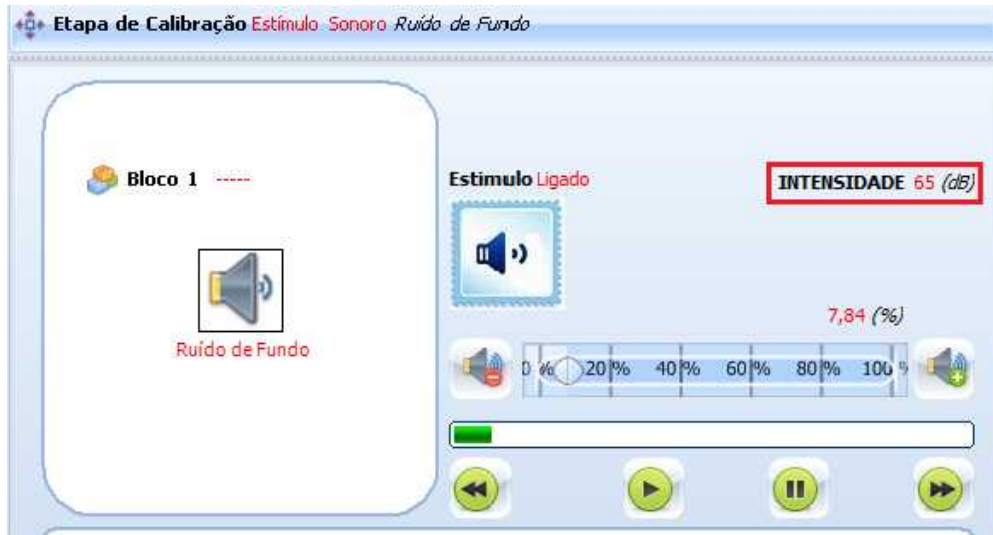 Etapa de Calibração Estímulo Sonoro Ruído de Fundo
Bloco 1 -----
Ruído de Fundo
Estimulo Ligado
INTENSIDADE 65 (dB)
7,84 (%)
0 % 20 % 40 % 60 % 80 % 100 %